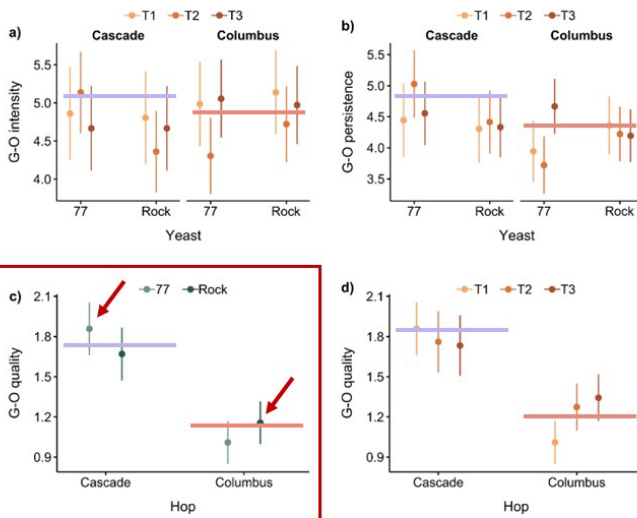 a)
T1 T2 T3
Cascade Columbus
G-O intensity
5.5
5.0
4.5
4.0
77 Rock 77 Rock
Yeast
b)
T1 T2 T3
Cascade Columbus
G-O persistence
5.5
5.0
4.5
4.0
3.5
77 Rock 77 Rock
Yeast
c)
77 Rock
G-O quality
2.1
1.8
1.5
1.2
0.9
Cascade Columbus
Hop
d)
T1 T2 T3
G-O quality
2.1
1.8
1.5
1.2
0.9
Cascade Columbus
Hop